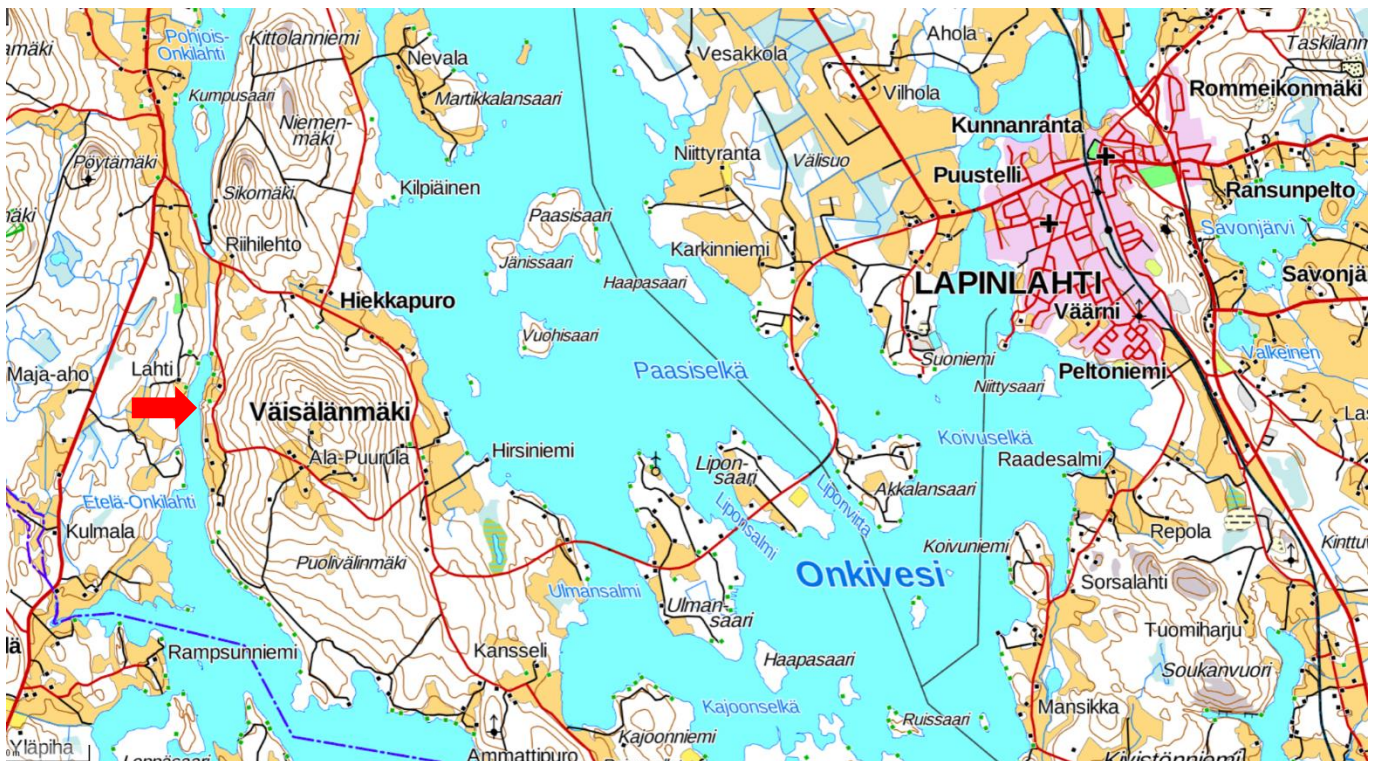 Pohjois-
Onkilahti
Kittolanniemi
Nevala
Vesakkola
Ahola
Kumpusaari
Martikkalansaari
Vilhola
Rommeikonmäki
Niemen-
mäki
Kunnanranta
Pöytämäki
Niittyranta
Välisuo
Puustelli
Sikomäki
Kilpiäinen
Ransunpelto
Paasisaari
Riihilehto
Karkinniemi
Savonjärvi
Jänissaari
Haapasaari
LAPINLAHTI
Hiekkapuro
Väärni
Vuohisaari
Suoniemi
Valkeinen
Maja-aho
Lahti
Paasiselkä
Niittysaari
Peltoniemi
Väisälänmäki
Koivuselkä
Ala-Puurula
Hirsiniemi
Lipon-
saari
Raadesalmi
Akkalansaari
Etelä-Onkilahti
Liponsalmi
Liponvirta
Kulmala
Repola
Koivuniemi
Puolivälinmäki
Onkivesi
Sorsalahti
Ulmansalmi
Ulman-
saari
Tuomiharju
Rampsunniemi
Kansseli
Haapasaari
Soukanvuori
Kajoonselkä
Mansikka
Ruissaari
Kajoonniemi
Yläpiha
Ammattipuro
Kivistönniemi